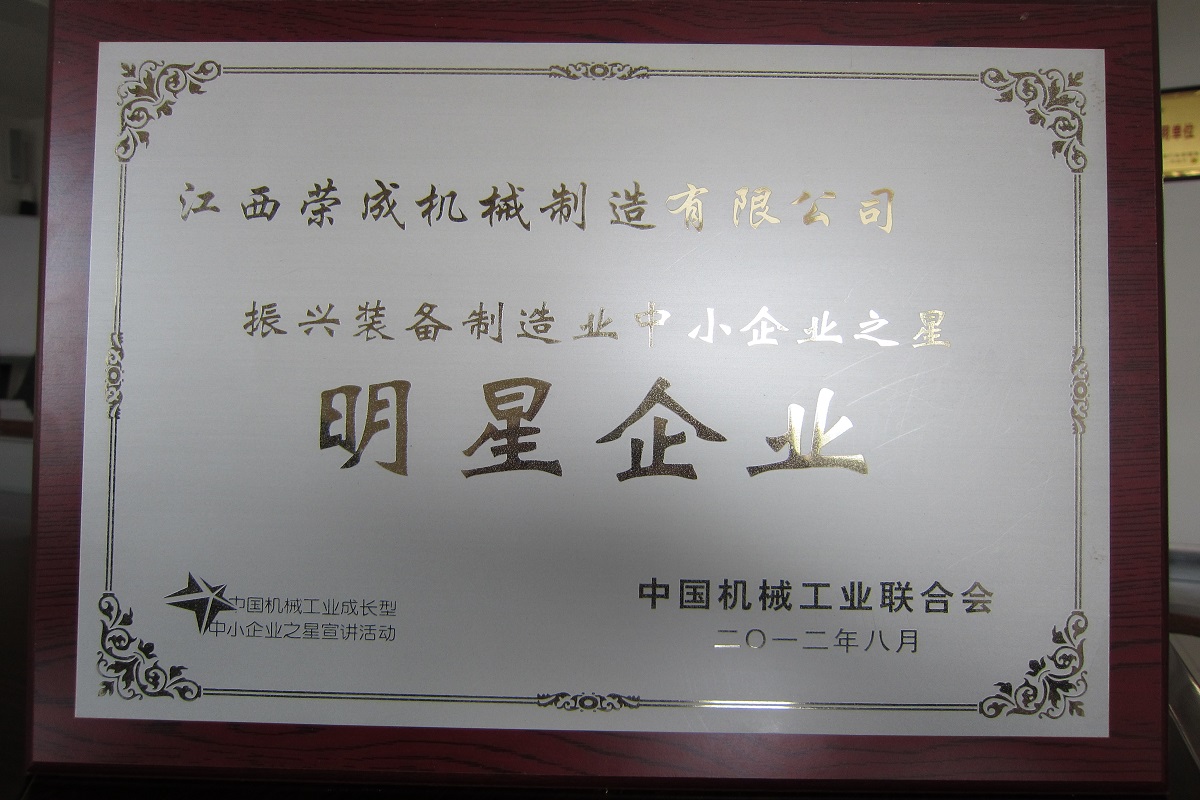 江西荣成机械制造有限公司
振兴装备制造业中小企业之星
明星企业
中国机械工业成长型
中小企业之星宣讲活动
中国机械工业联合会
二〇一二年八月
单位